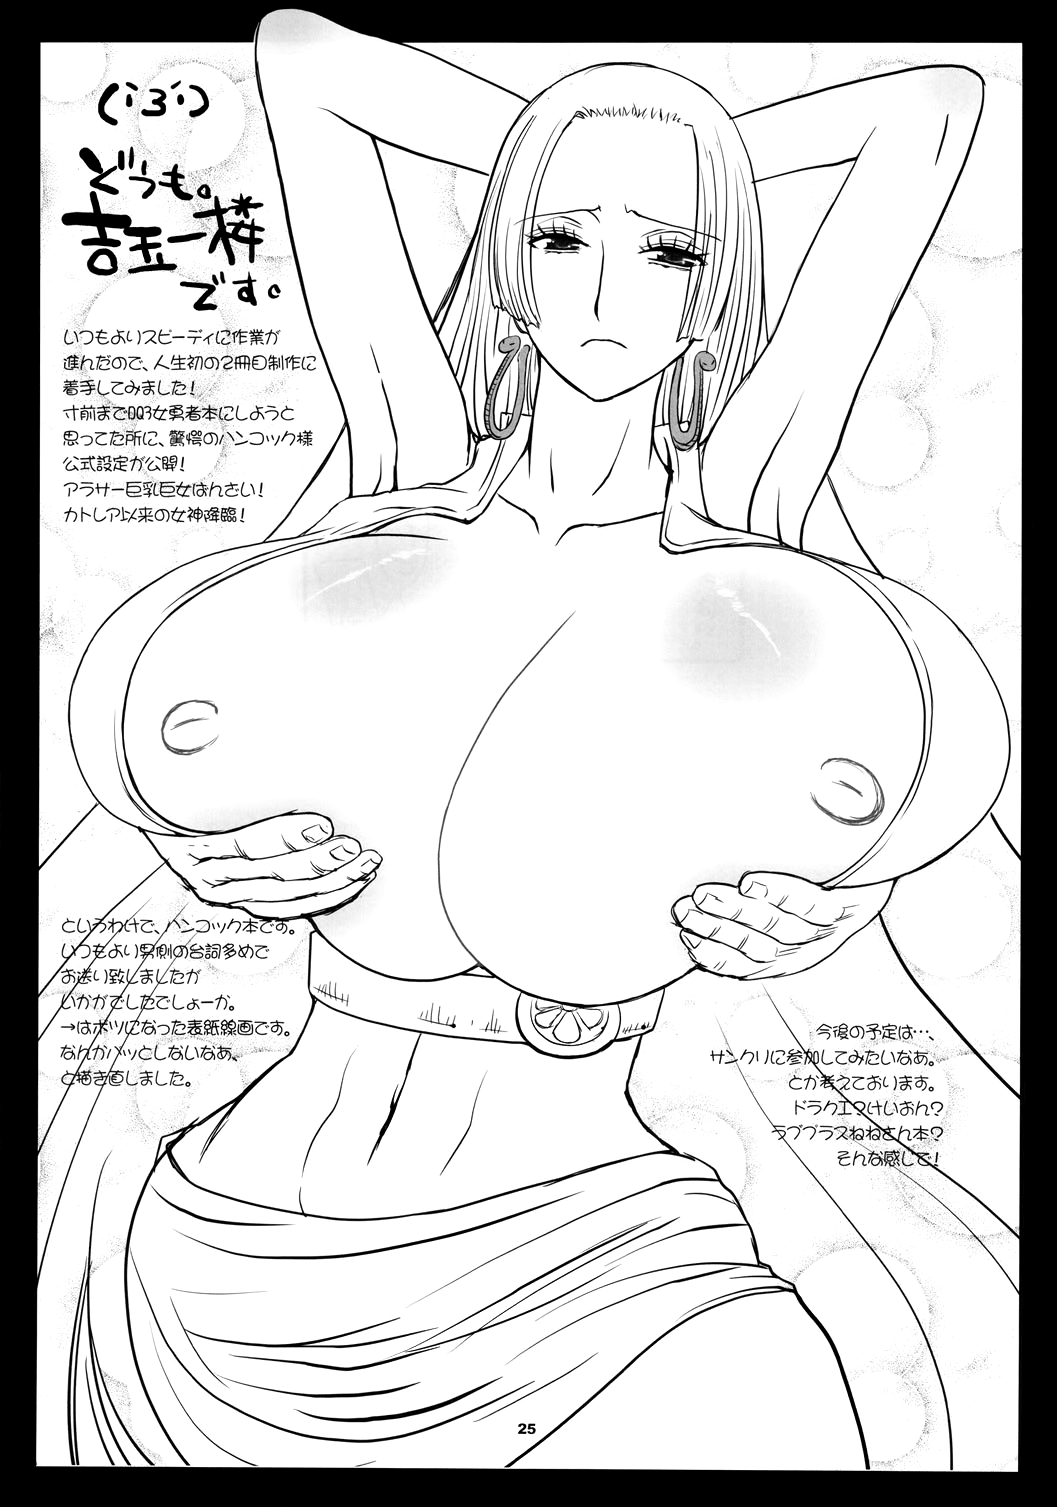 (いぶい)
どうも。
吉玉一樽
です。
いつもよりスピーディに作業が
進んだので、人生初の2冊目制作に
着手してみました！
寸前までDQ3女勇者本にしようと
思ってた所に、驚愕のハンコック様
公式設定が公開！
アラサー巨乳巨女ばんざい！
カトレア以来の女神降臨！
というわけで、ハンコック本です。
いつもより男側の台詞多めで
お送り致しましたが
いかがでしたでしょーか。
→はボツになった表紙線画です。
なんかパッとしないなあ、
と描き直しました。
今後の予定は…、
サンクリに参加してみたいなあ。
とか考えております。
ドラクエ？けいおん？
ラブプラスねねさん本？
そんな感じで！
25